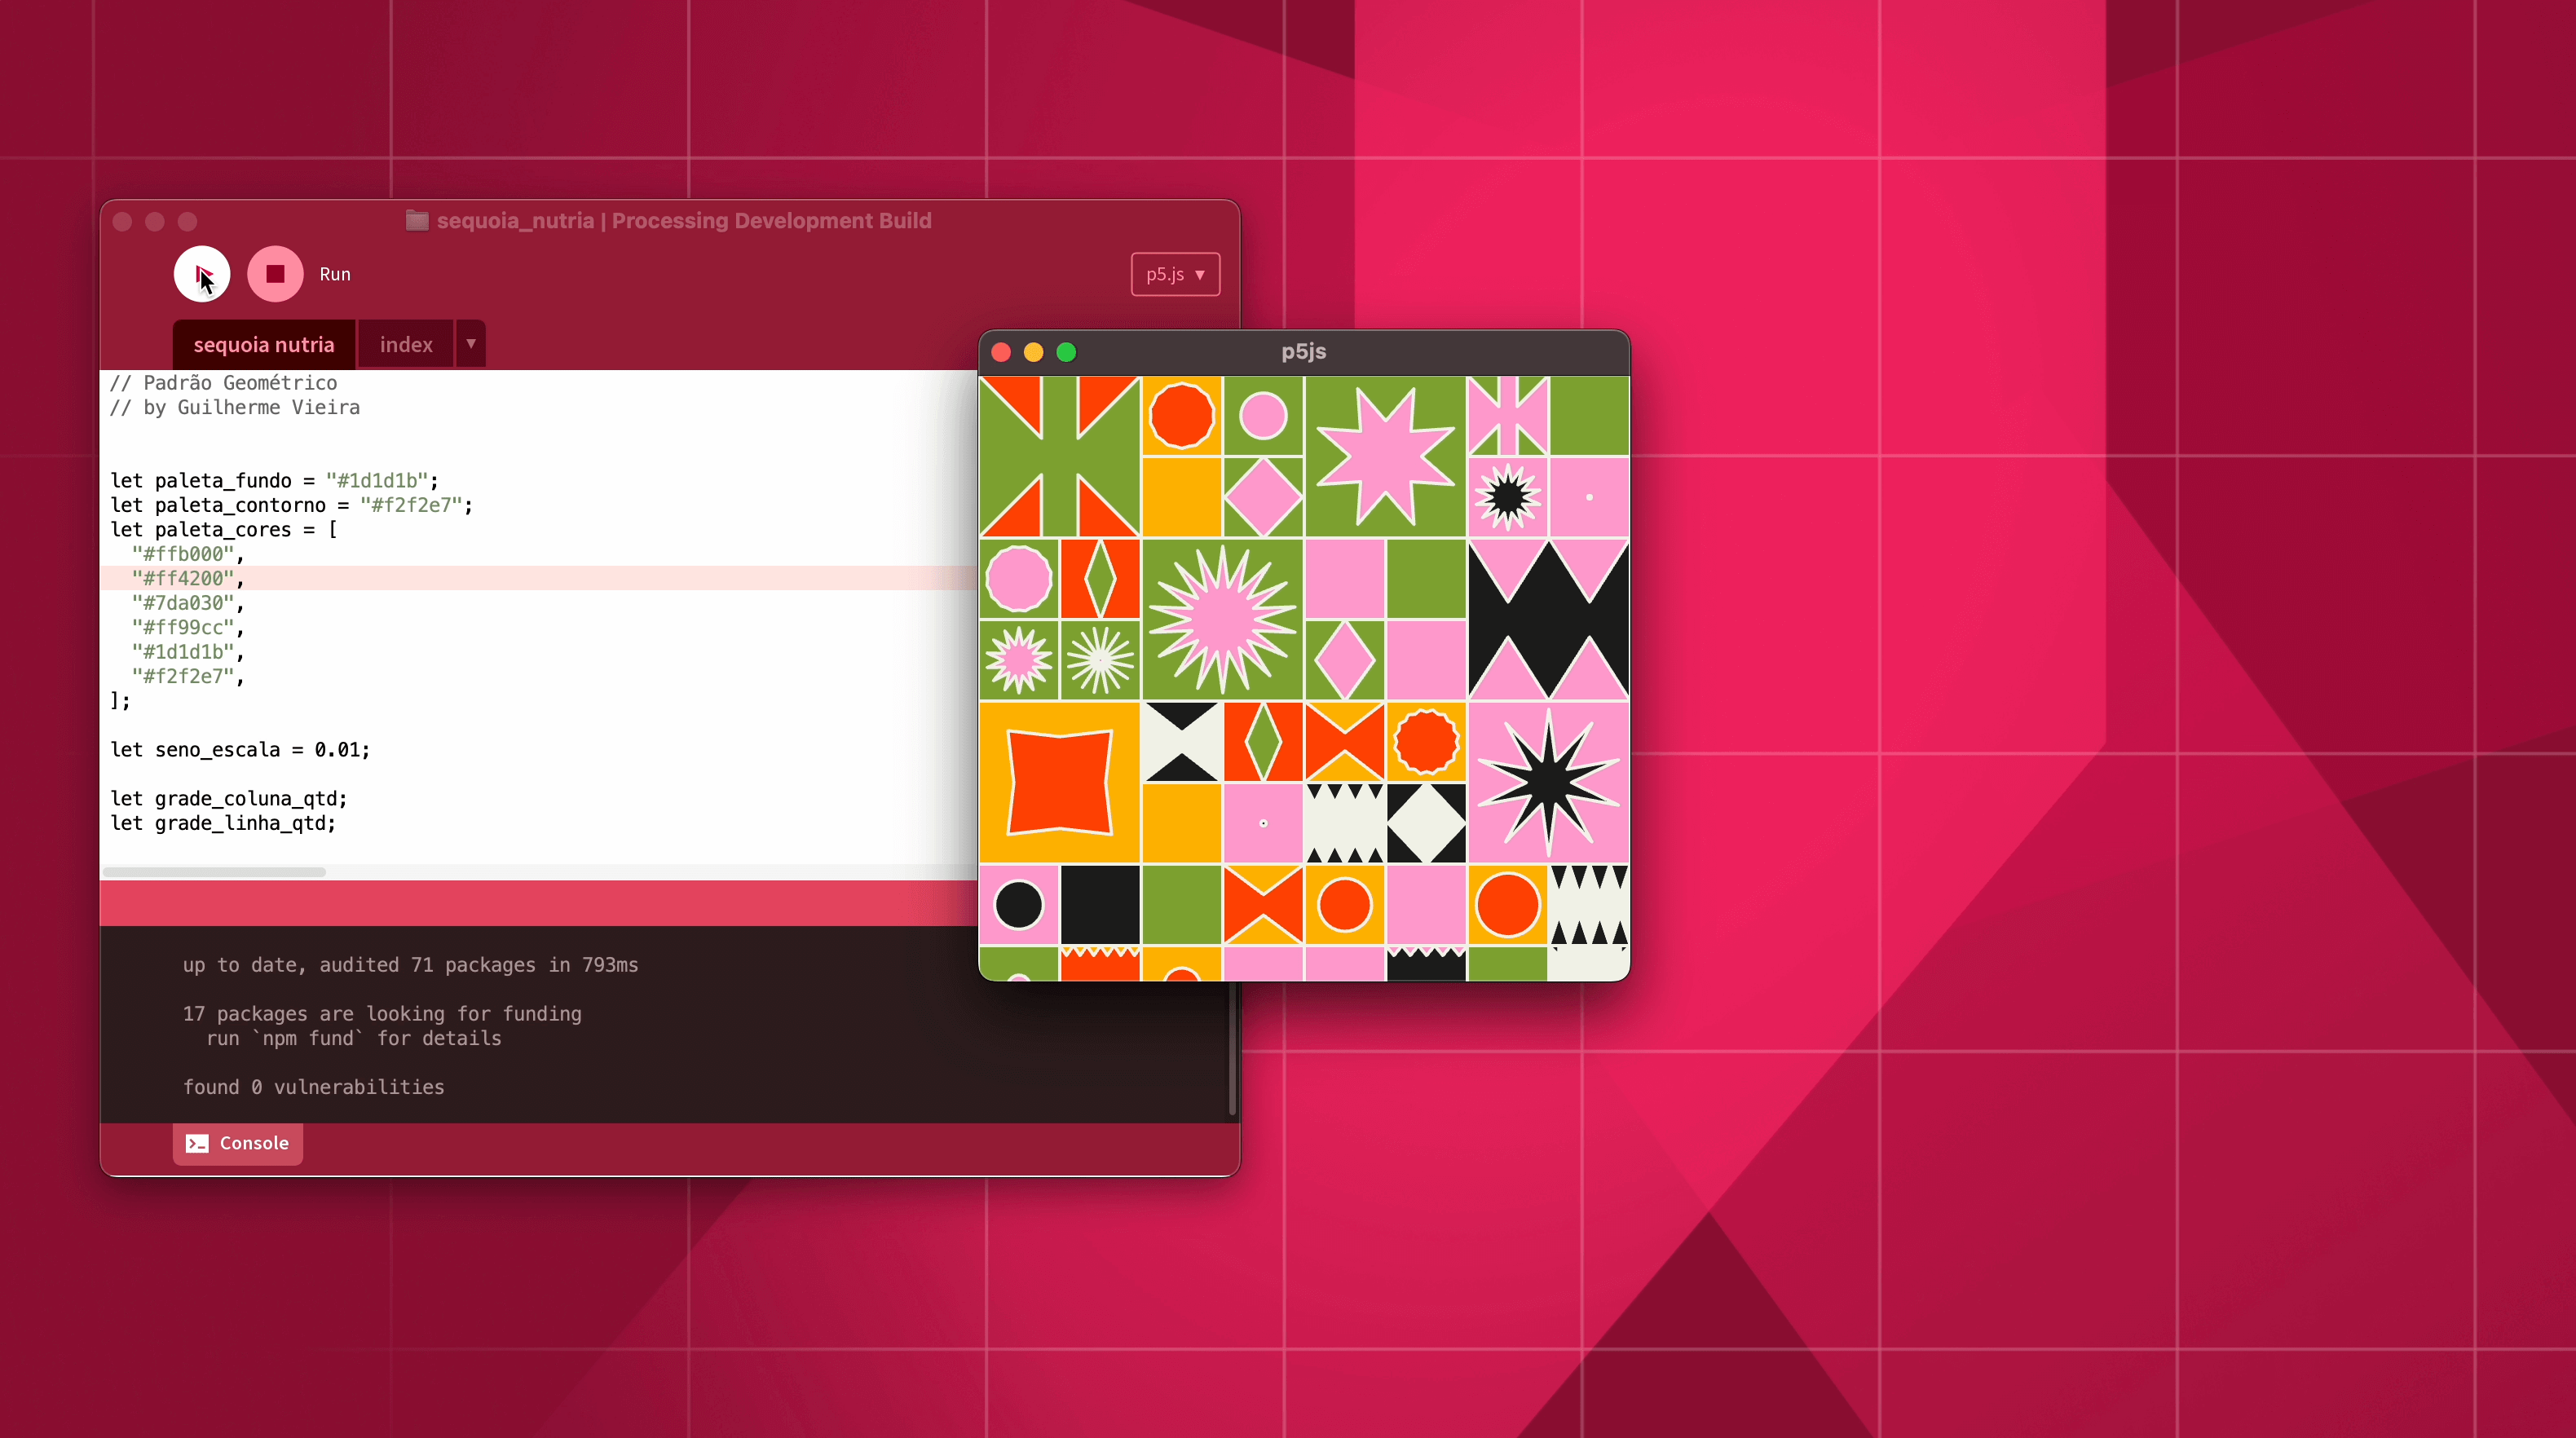 sequoia_nutria | Processing Development Build
Run
p5.js ▼
sequoia nutria
index
▼
// Padrão Geométrico
// by Guilherme Vieira
let paleta_fundo = "#1d1d1b";
let paleta_contorno = "#f2f2e7";
let paleta_cores = [
"#ffb000",
"#ff4200",
"#7da030",
"#ff99cc",
"#1d1d1b",
"#f2f2e7",
];
let seno_escala = 0.01;
let grade_coluna_qtd;
let grade_linha_qtd;
up to date, audited 71 packages in 793ms
17 packages are looking for funding
run `npm fund` for details
found 0 vulnerabilities
Console
p5js